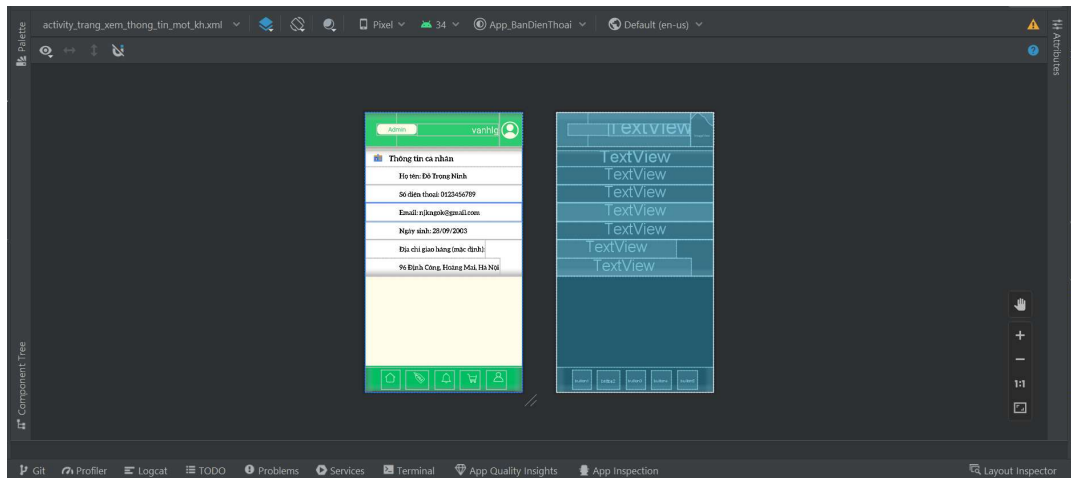 activity_trang_xem_thong_tin_mot_kh.xml Pixel 34 App_BanDienThoai Default (en-us)
Palette
Attributes
Admin vanhlg
Thông tin cá nhân
Họ tên: Đỗ Trọng Ninh
Số điện thoại: 0123456789
Email: njkngok@gmail.com
Ngày sinh: 28/09/2003
Địa chỉ giao hàng (mặc định):
96 Định Công, Hoàng Mai, Hà Nội
TextView
TextView
TextView
TextView
TextView
TextView
TextView
TextView
1:1
Component Tree
Git Profiler Logcat TODO Problems Services Terminal App Quality Insights App Inspection Layout Inspector